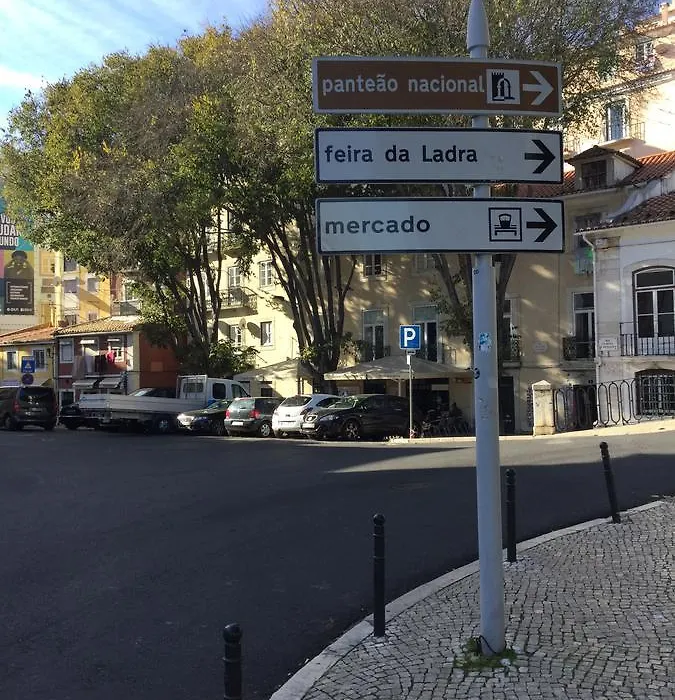 panteão nacional
feira da Ladra
mercado
P